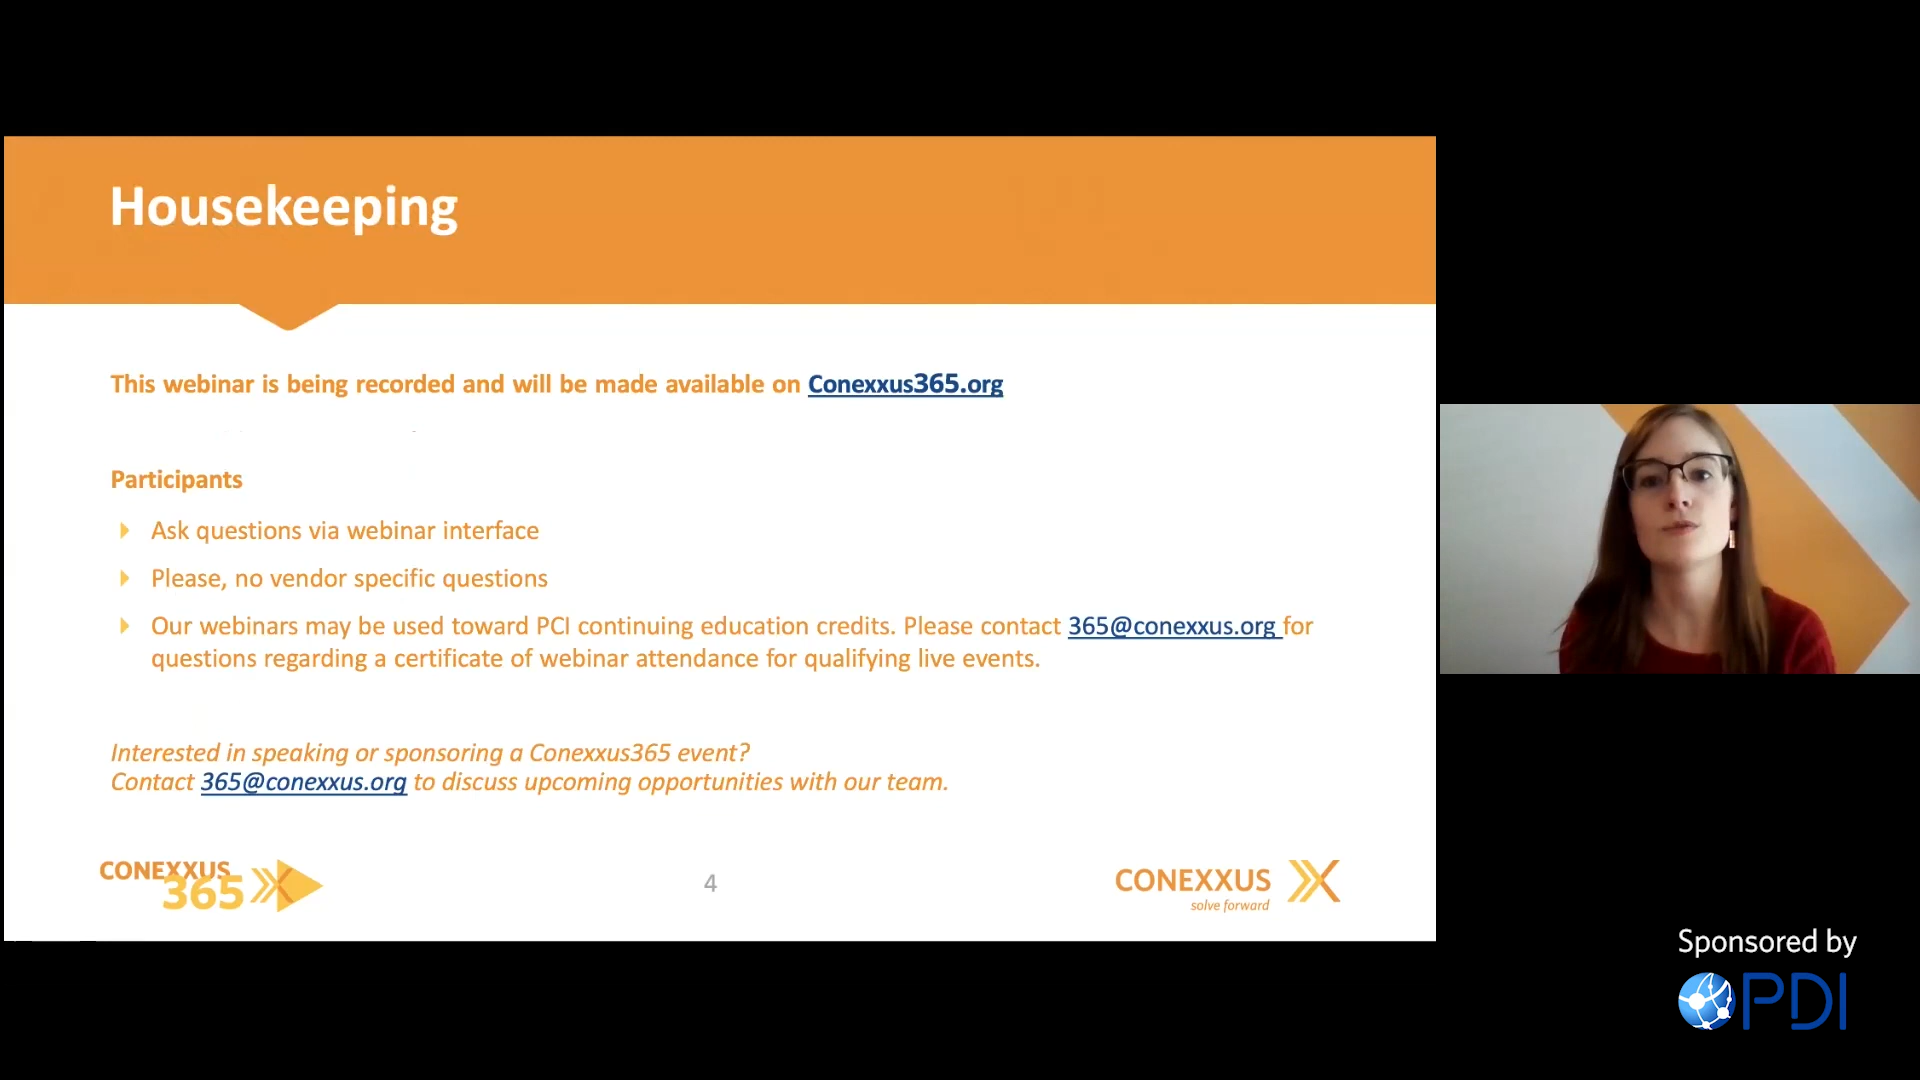 Housekeeping
This webinar is being recorded and will be made available on Conexxus365.org
Participants
Ask questions via webinar interface
Please, no vendor specific questions
Our webinars may be used toward PCI continuing education credits. Please contact 365@conexxus.org for
questions regarding a certificate of webinar attendance for qualifying live events.
Interested in speaking or sponsoring a Conexxus365 event?
Contact 365@conexxus.org to discuss upcoming opportunities with our team.
CONEXXUS
365
4
CONEXXUS
solve forward
Sponsored by
PDI